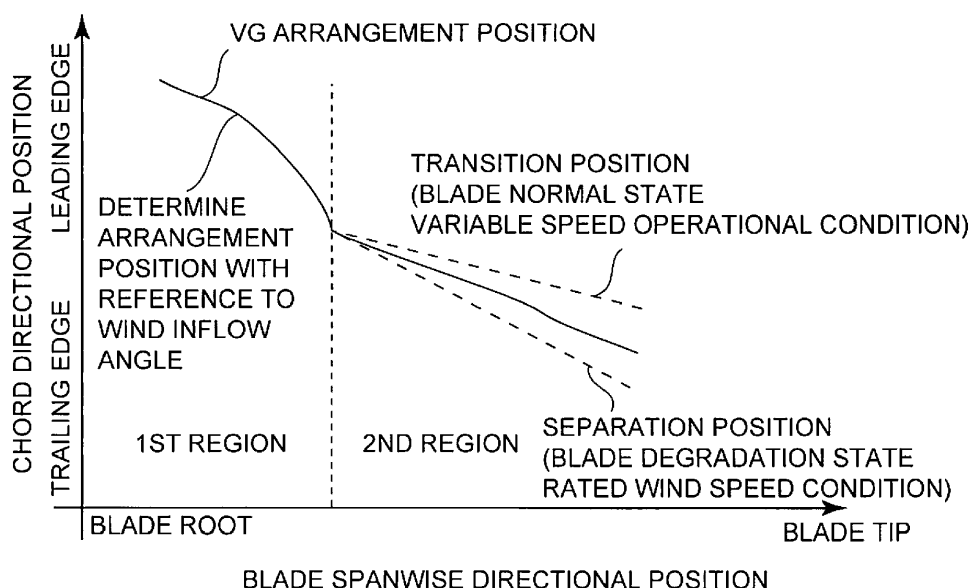 VG ARRANGEMENT POSITION
CHORD DIRECTIONAL POSITION
LEADING EDGE
TRAILING EDGE
DETERMINE
ARRANGEMENT
POSITION WITH
REFERENCE TO
WIND INFLOW
ANGLE
TRANSITION POSITION
(BLADE NORMAL STATE
VARIABLE SPEED OPERATIONAL CONDITION)
1ST REGION
2ND REGION
SEPARATION POSITION
(BLADE DEGRADATION STATE
RATED WIND SPEED CONDITION)
BLADE ROOT
BLADE TIP
BLADE SPANWISE DIRECTIONAL POSITION